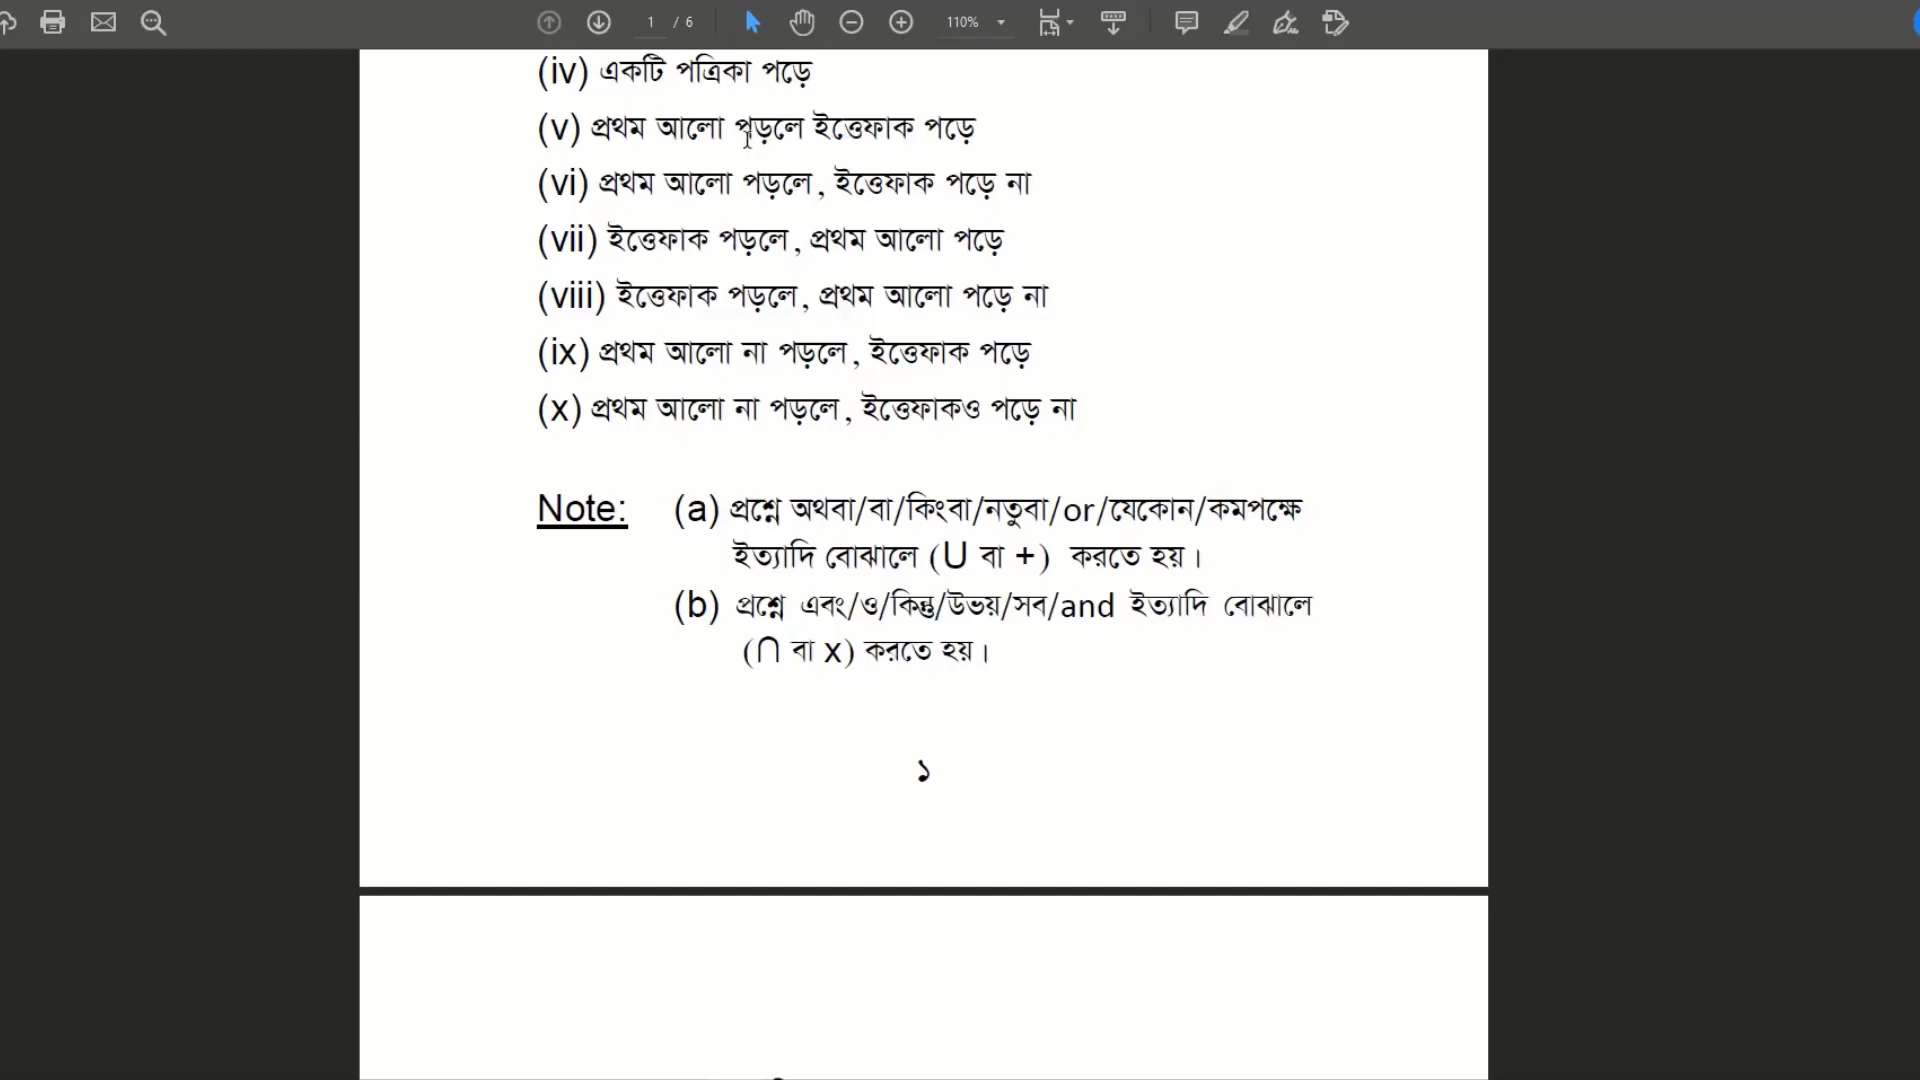 1 / 6 110%
(iv) একটি পত্রিকা পড়ে
(v) প্রথম আলো পড়লে ইত্তেফাক পড়ে
(vi) প্রথম আলো পড়লে, ইত্তেফাক পড়ে না
(vii) ইত্তেফাক পড়লে, প্রথম আলো পড়ে
(viii) ইত্তেফাক পড়লে, প্রথম আলো পড়ে না
(ix) প্রথম আলো না পড়লে, ইত্তেফাক পড়ে
(x) প্রথম আলো না পড়লে, ইত্তেফাকও পড়ে না
Note: (a) প্রশ্নে অথবা/বা/কিংবা/নতুবা/or/যেকোন/কমপক্ষে
ইত্যাদি বোঝালে (U বা +) করতে হয়।
(b) প্রশ্নে এবং/ও/কিন্তু/উভয়/সব/and ইত্যাদি বোঝালে
(∩ বা x) করতে হয়।
১